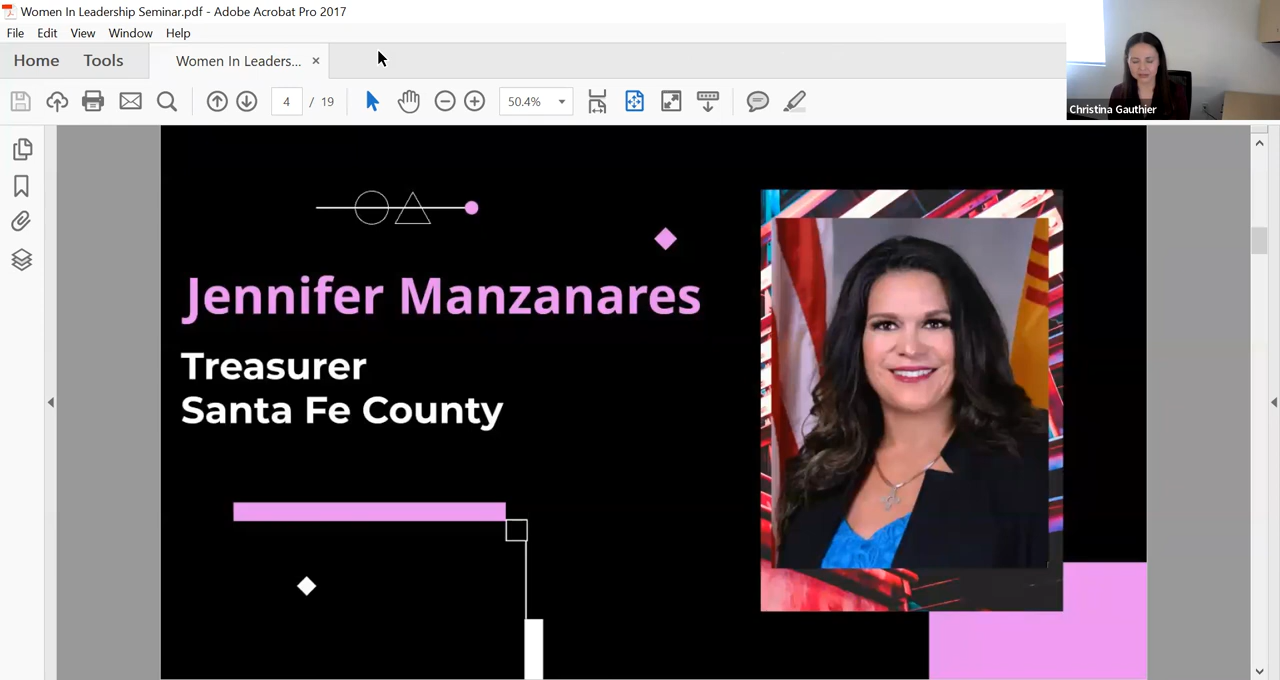 Women In Leadership Seminar.pdf - Adobe Acrobat Pro 2017
File Edit View Window Help
Home Tools Women In Leaders... ×
4 / 19 50.4%
Christina Gauthier
Jennifer Manzanares
Treasurer
Santa Fe County